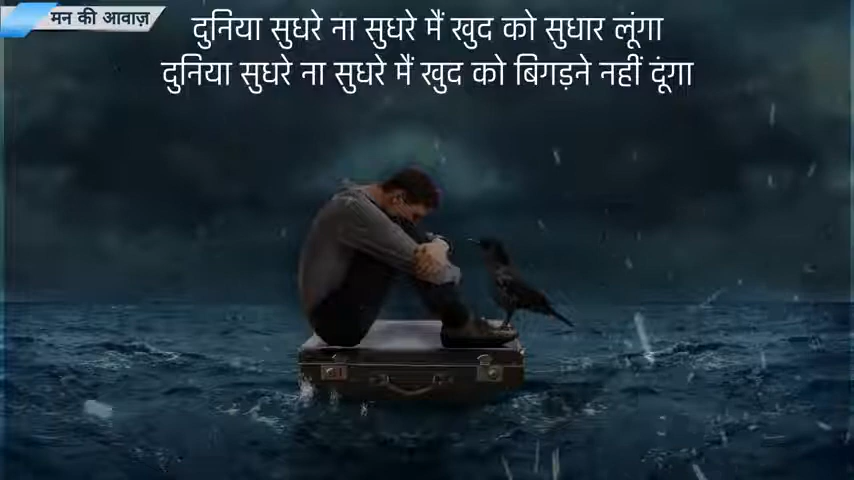 मन की आवाज़
दुनिया सुधरे ना सुधरे मैं खुद को सुधार लूंगा
दुनिया सुधरे ना सुधरे मैं खुद को बिगड़ने नहीं दूंगा